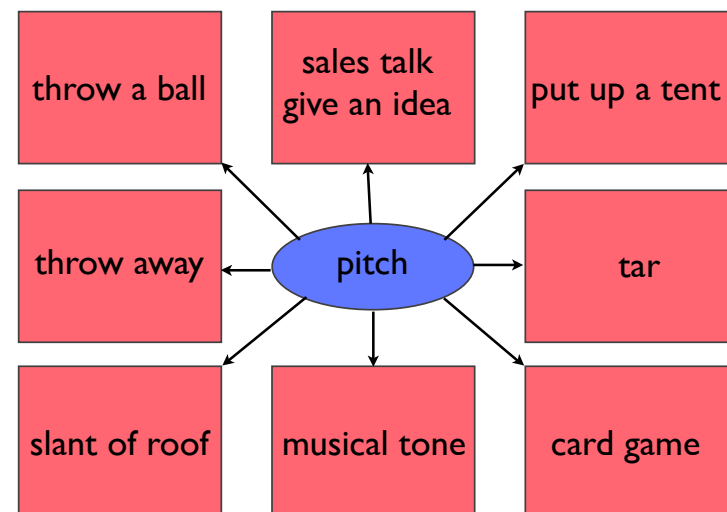 throw a ball
sales talk
give an idea
put up a tent
throw away
pitch
tar
slant of roof
musical tone
card game